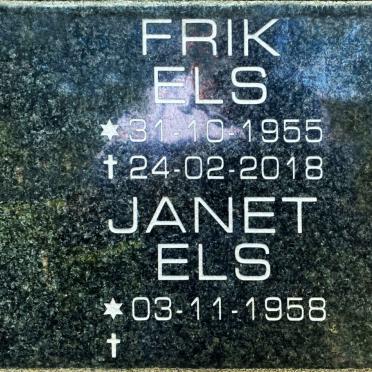 FRIK
ELS
✶ 31-10-1955
✝ 24-02-2018
JANET
ELS
✶ 03-11-1958
✝